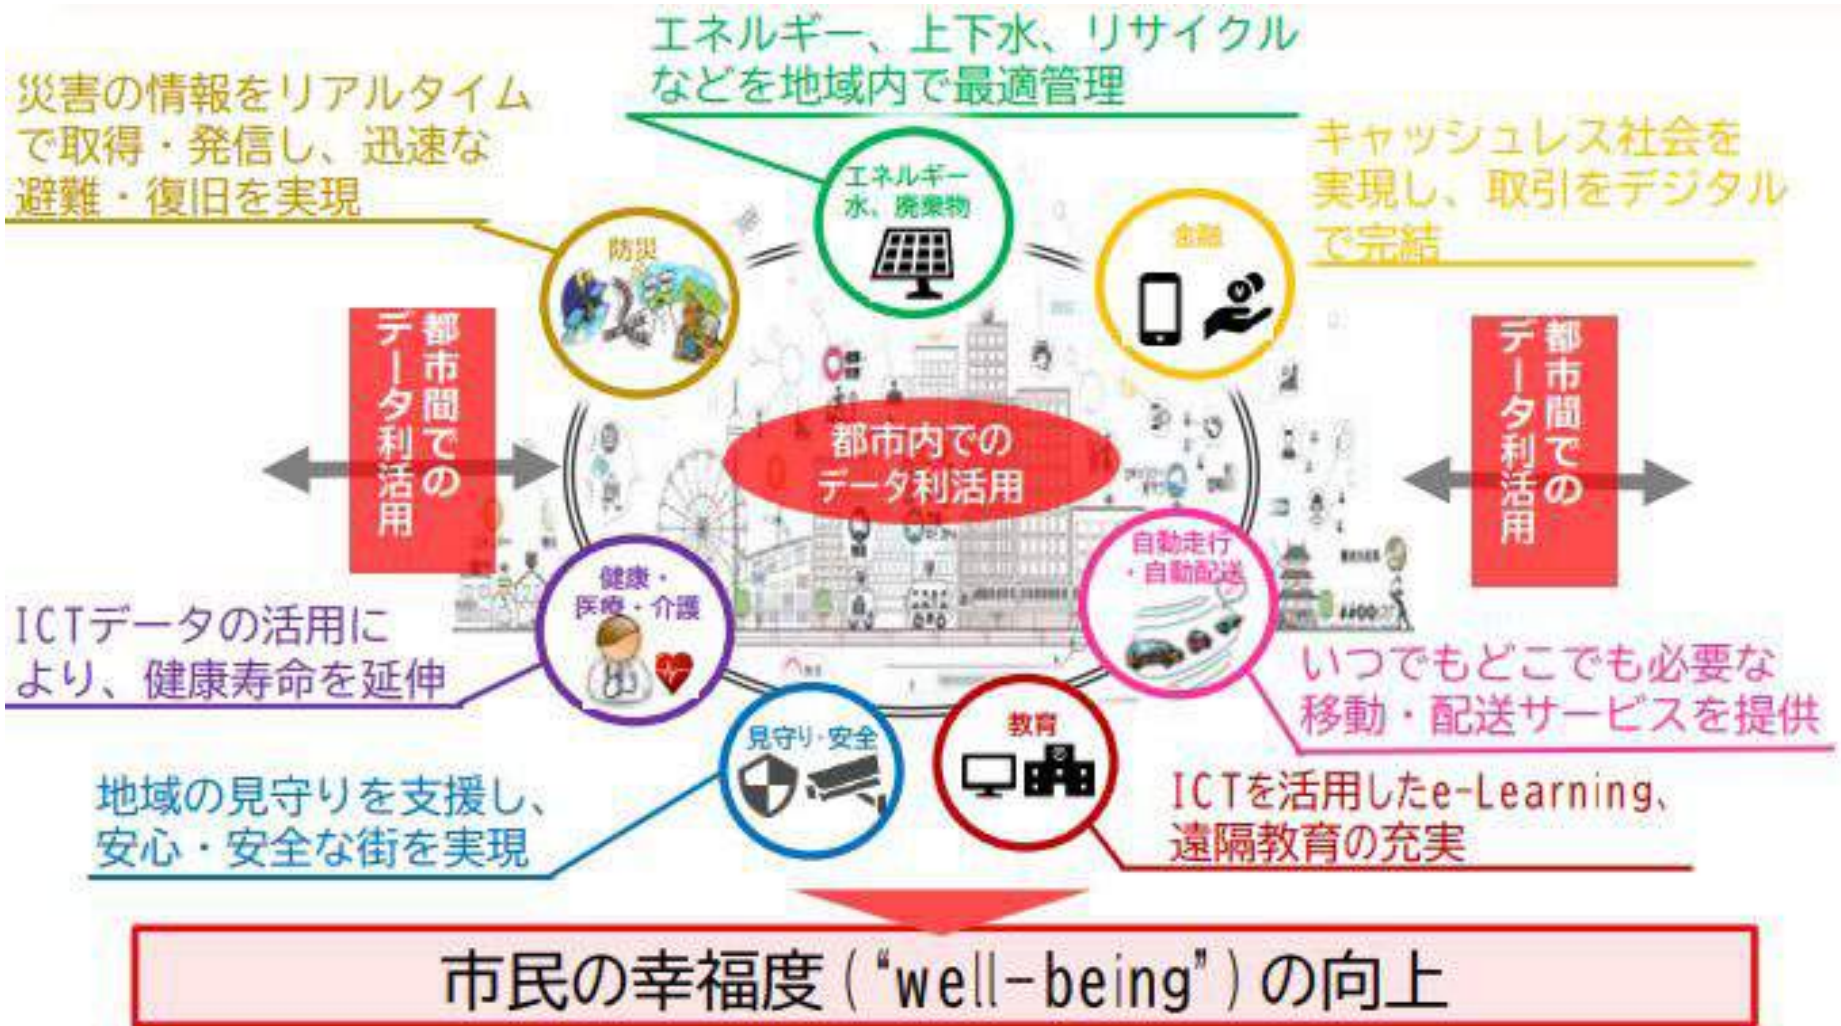 エネルギー、上下水、リサイクル
などを地域内で最適管理
災害の情報をリアルタイム
で取得・発信し、迅速な
避難・復旧を実現
キャッシュレス社会を
実現し、取引をデジタル
で完結
エネルギー
水、廃棄物
防災
金融
都市間での
データ利活用
都市内での
データ利活用
都市間での
データ利活用
健康・
医療・介護
自動走行
・自動配送
ICTデータの活用に
より、健康寿命を延伸
いつでもどこでも必要な
移動・配送サービスを提供
見守り・安全
教育
地域の見守りを支援し、
安心・安全な街を実現
ICTを活用したe-Learning、
遠隔教育の充実
市民の幸福度(“well-being”)の向上